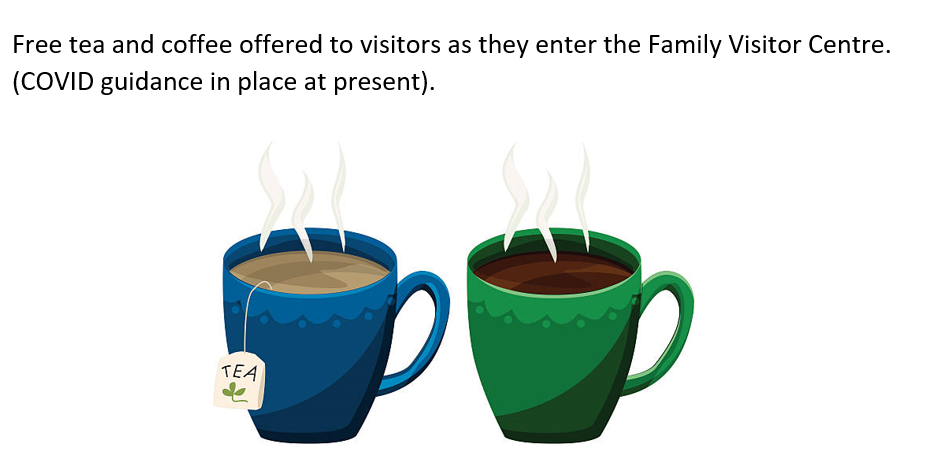 Free tea and coffee offered to visitors as they enter the Family Visitor Centre.
(COVID guidance in place at present).
TEA